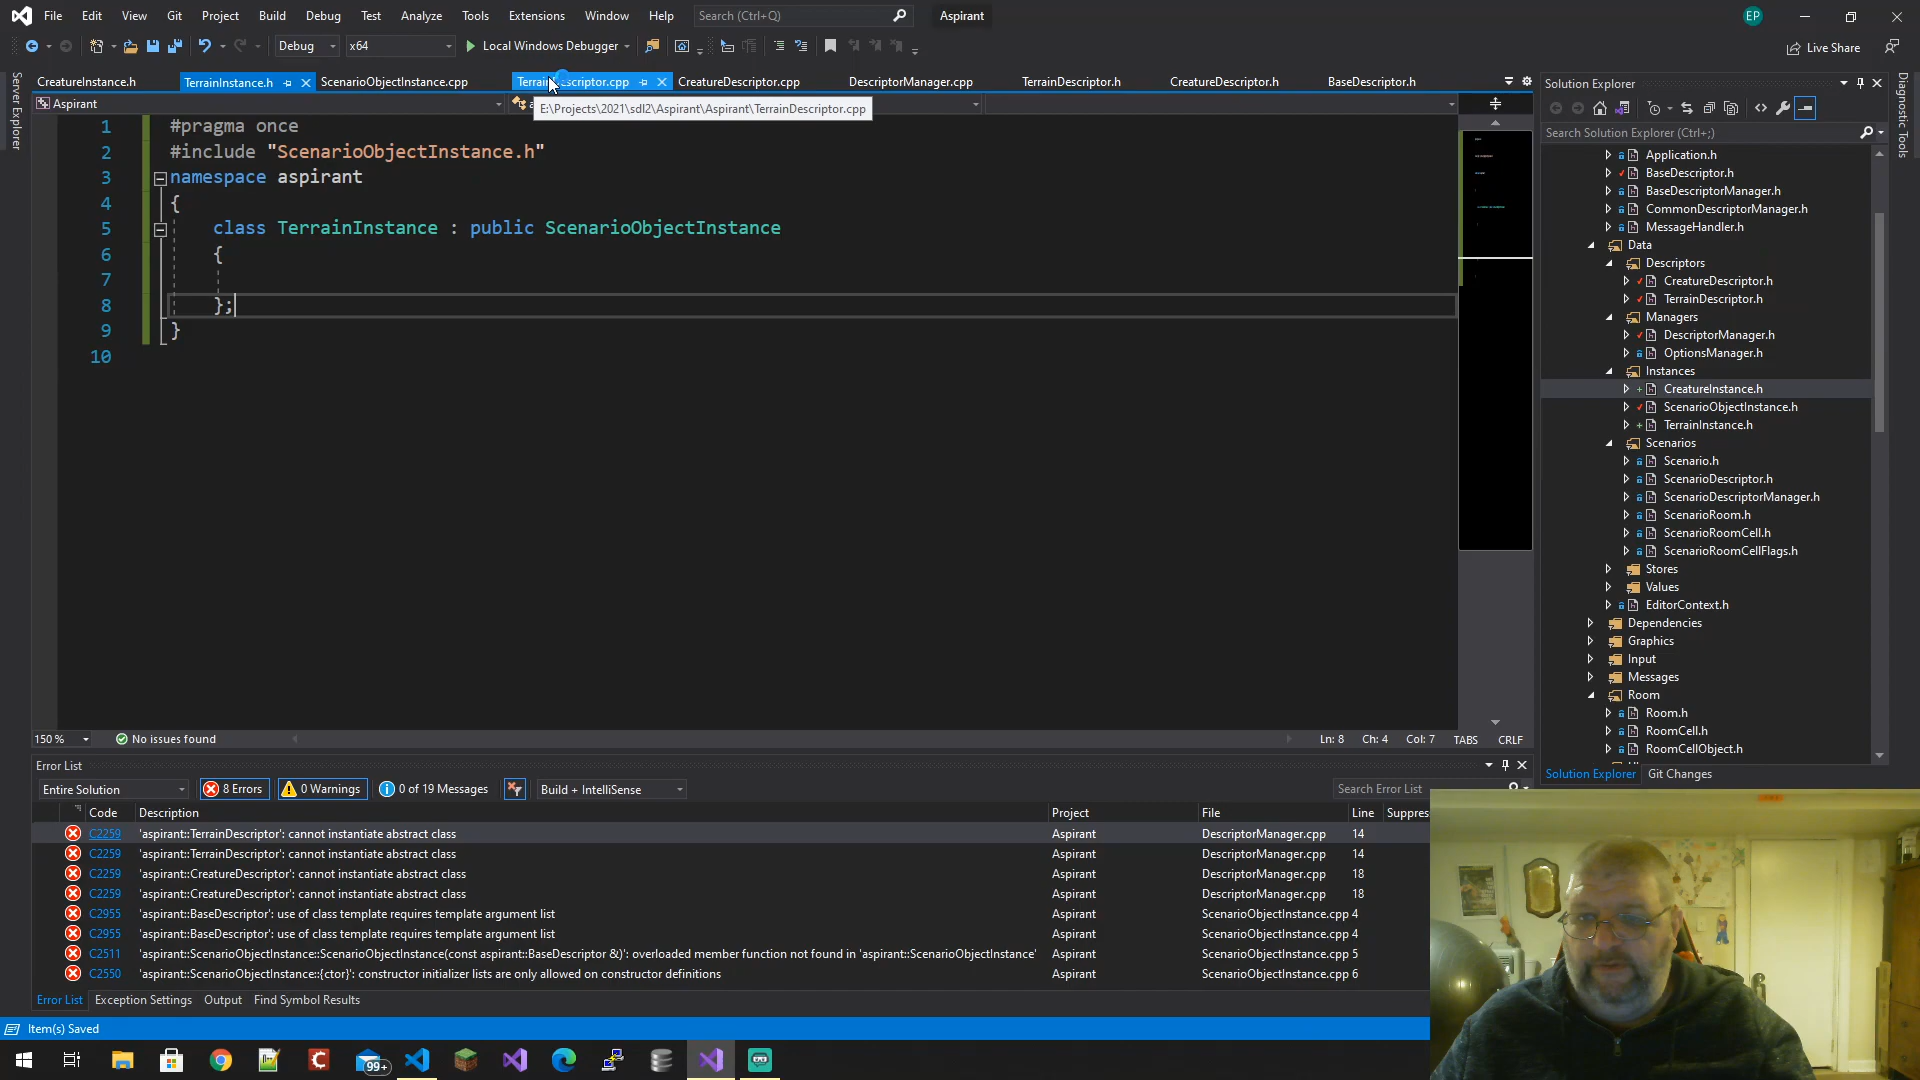 File Edit View Git Project Build Debug Test Analyze Tools Extensions Window Help Search (Ctrl+Q) Aspirant EP
Debug x64 Local Windows Debugger Live Share
CreatureInstance.h TerrainInstance.h ScenarioObjectInstance.cpp TerrainDescriptor.cpp CreatureDescriptor.cpp DescriptorManager.cpp TerrainDescriptor.h CreatureDescriptor.h BaseDescriptor.h
Aspirant
E:\Projects\2021\sdl2\Aspirant\Aspirant\TerrainDescriptor.cpp
Server Explorer
1 #pragma once
2 #include "ScenarioObjectInstance.h"
3 namespace aspirant
4 {
5 class TerrainInstance : public ScenarioObjectInstance
6 {
7
8 };
9 }
10
150 % No issues found Ln: 8 Ch: 4 Col: 7 TABS CRLF
Solution Explorer
Search Solution Explorer (Ctrl+;)
Application.h
BaseDescriptor.h
BaseDescriptorManager.h
CommonDescriptorManager.h
MessageHandler.h
Data
Descriptors
CreatureDescriptor.h
TerrainDescriptor.h
Managers
DescriptorManager.h
OptionsManager.h
Instances
CreatureInstance.h
ScenarioObjectInstance.h
TerrainInstance.h
Scenarios
Scenario.h
ScenarioDescriptor.h
ScenarioDescriptorManager.h
ScenarioRoom.h
ScenarioRoomCell.h
ScenarioRoomCellFlags.h
Stores
Values
EditorContext.h
Dependencies
Graphics
Input
Messages
Room
Room.h
RoomCell.h
RoomCellObject.h
Solution Explorer Git Changes
Diagnostic Tools
Error List
Entire Solution 8 Errors 0 Warnings 0 of 19 Messages Build + IntelliSense Search Error List
Code Description Project File Line Suppres
C2259 'aspirant::TerrainDescriptor': cannot instantiate abstract class Aspirant DescriptorManager.cpp 14
C2259 'aspirant::TerrainDescriptor': cannot instantiate abstract class Aspirant DescriptorManager.cpp 14
C2259 'aspirant::CreatureDescriptor': cannot instantiate abstract class Aspirant DescriptorManager.cpp 18
C2259 'aspirant::CreatureDescriptor': cannot instantiate abstract class Aspirant DescriptorManager.cpp 18
C2955 'aspirant::BaseDescriptor': use of class template requires template argument list Aspirant ScenarioObjectInstance.cpp 4
C2955 'aspirant::BaseDescriptor': use of class template requires template argument list Aspirant ScenarioObjectInstance.cpp 4
C2511 'aspirant::ScenarioObjectInstance::ScenarioObjectInstance(const aspirant::BaseDescriptor &)': overloaded member function not found in 'aspirant::ScenarioObjectInstance' Aspirant ScenarioObjectInstance.cpp 5
C2550 'aspirant::ScenarioObjectInstance::{ctor}': constructor initializer lists are only allowed on constructor definitions Aspirant ScenarioObjectInstance.cpp 6
Error List Exception Settings Output Find Symbol Results
Item(s) Saved
99+